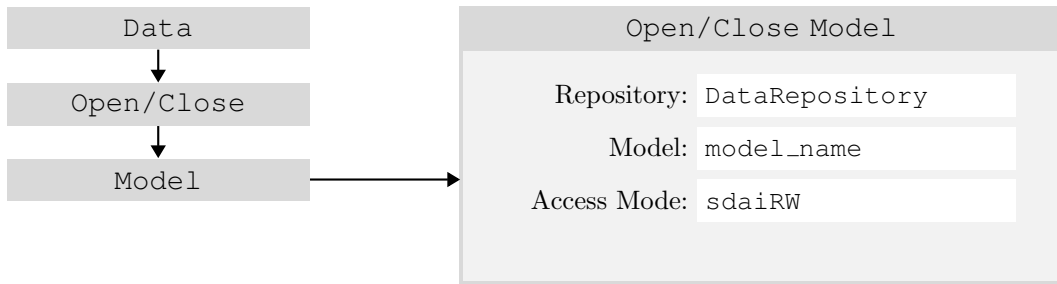 Data
Open/Close
Model
Open/Close Model
Repository: DataRepository
Model: model_name
Access Mode: sdaiRW